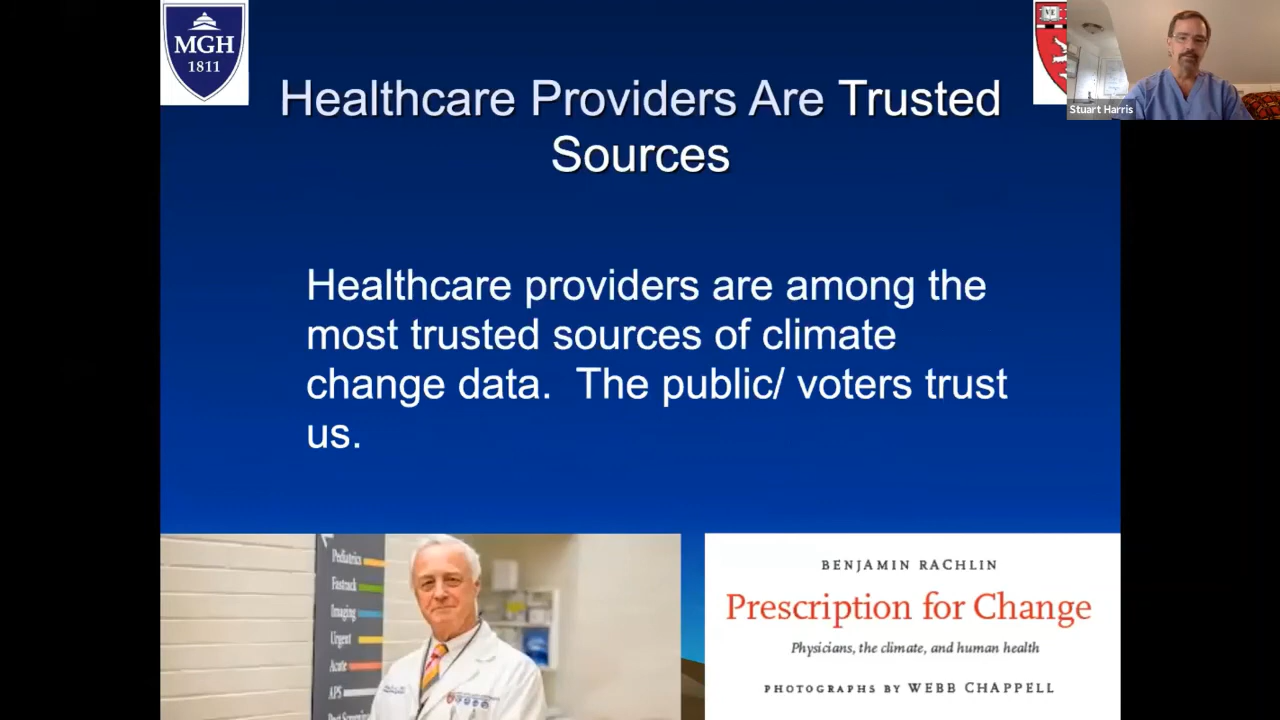 MGH
1811
VE
Stuart Harris
Healthcare Providers Are Trusted
Sources
Healthcare providers are among the
most trusted sources of climate
change data.  The public/ voters trust
us.
Pediatrics
Fastrack
Imaging
Urgent
Acute
APS
BENJAMIN RACHLIN
Prescription for Change
Physicians, the climate, and human health
PHOTOGRAPHS BY WEBB CHAPPELL